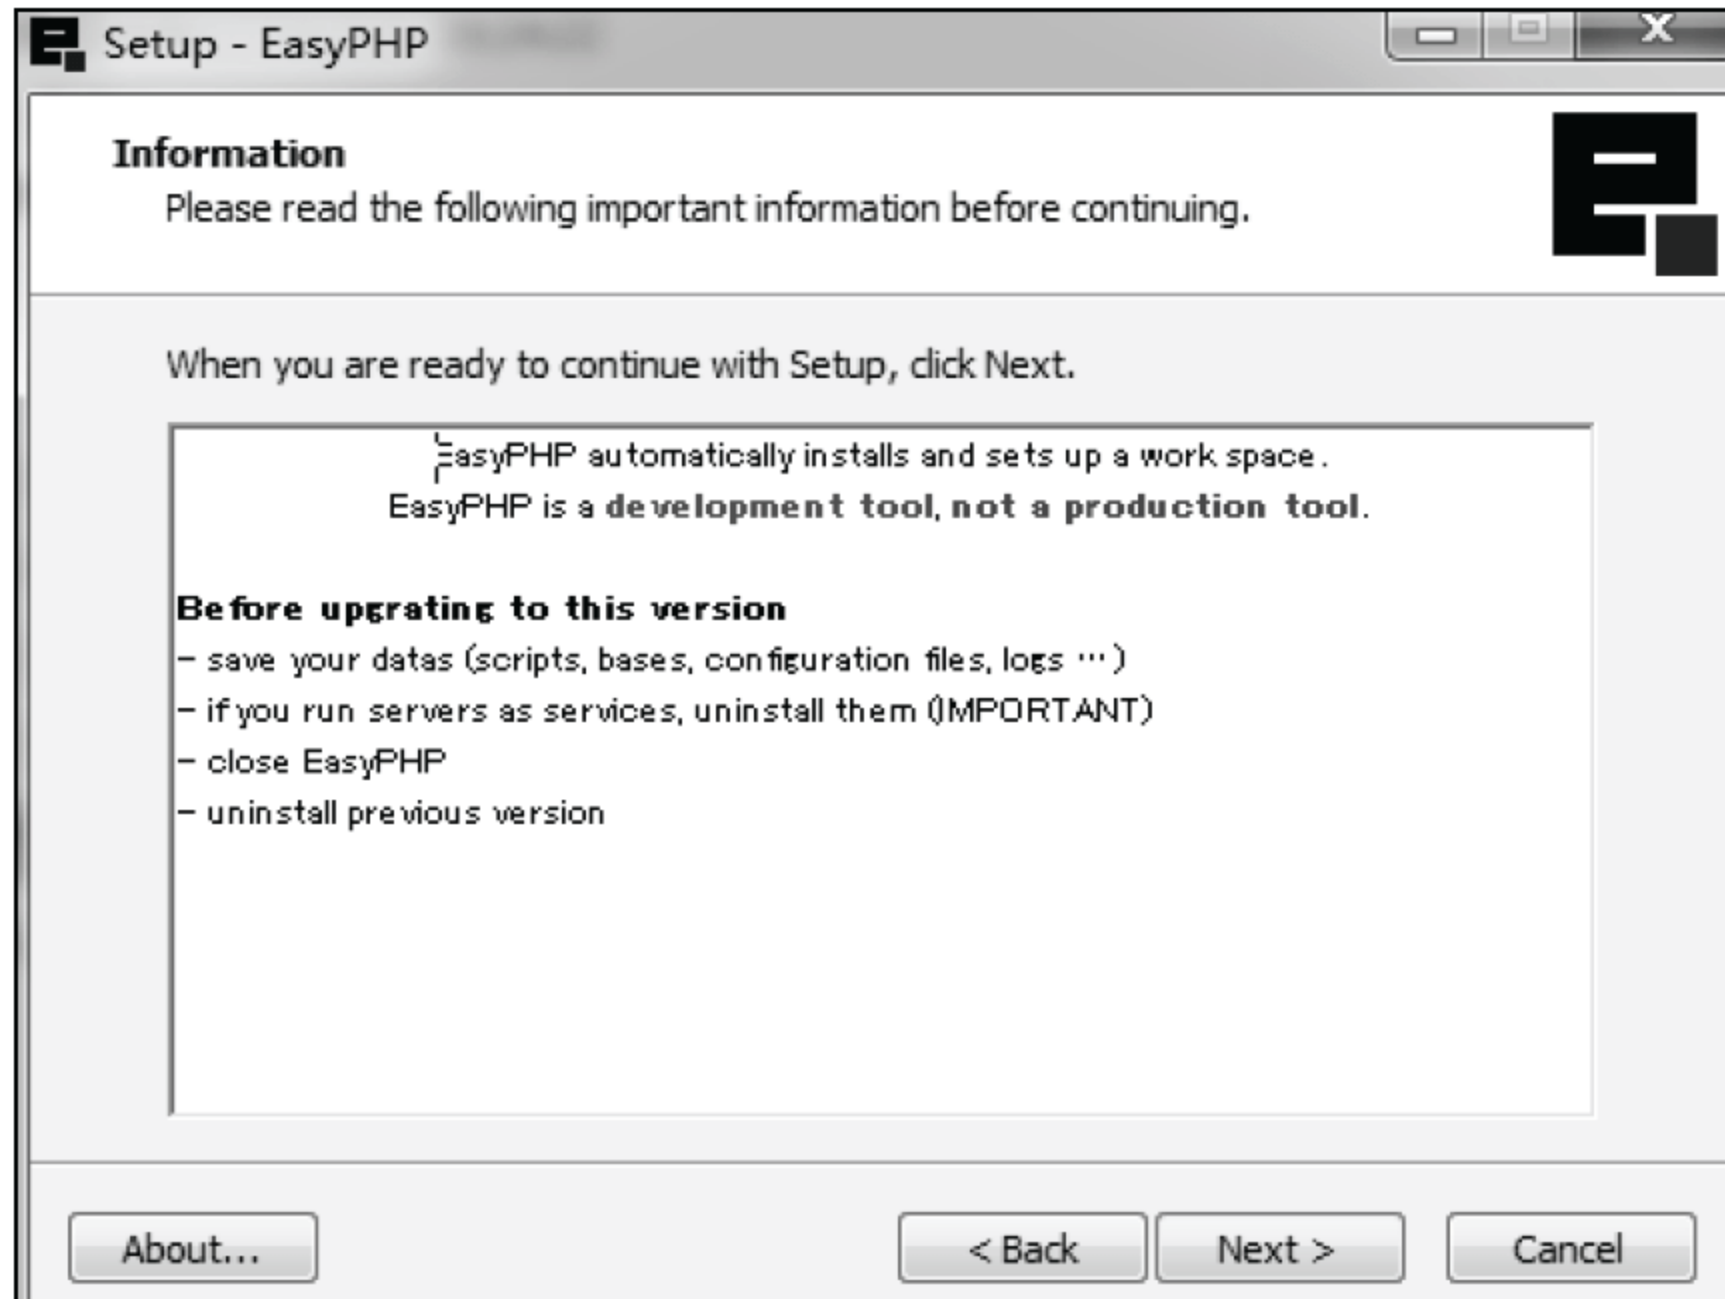 Setup - EasyPHP
Information
Please read the following important information before continuing.
When you are ready to continue with Setup, click Next.
EasyPHP automatically installs and sets up a work space.
EasyPHP is a development tool, not a production tool.
Before upgrating to this version
- save your datas (scripts, bases, configuration files, logs ...)
- if you run servers as services, uninstall them (IMPORTANT)
- close EasyPHP
- uninstall previous version
About...
< Back
Next >
Cancel